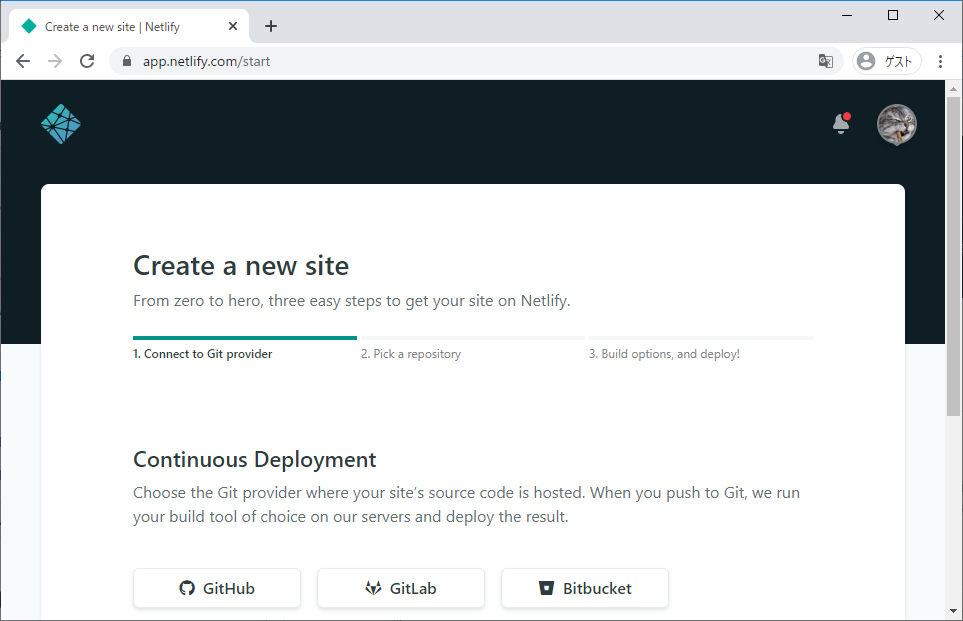 Create a new site | Netlify
app.netlify.com/start
ゲスト
Create a new site
From zero to hero, three easy steps to get your site on Netlify.
1. Connect to Git provider
2. Pick a repository
3. Build options, and deploy!
Continuous Deployment
Choose the Git provider where your site's source code is hosted. When you push to Git, we run
your build tool of choice on our servers and deploy the result.
GitHub
GitLab
Bitbucket